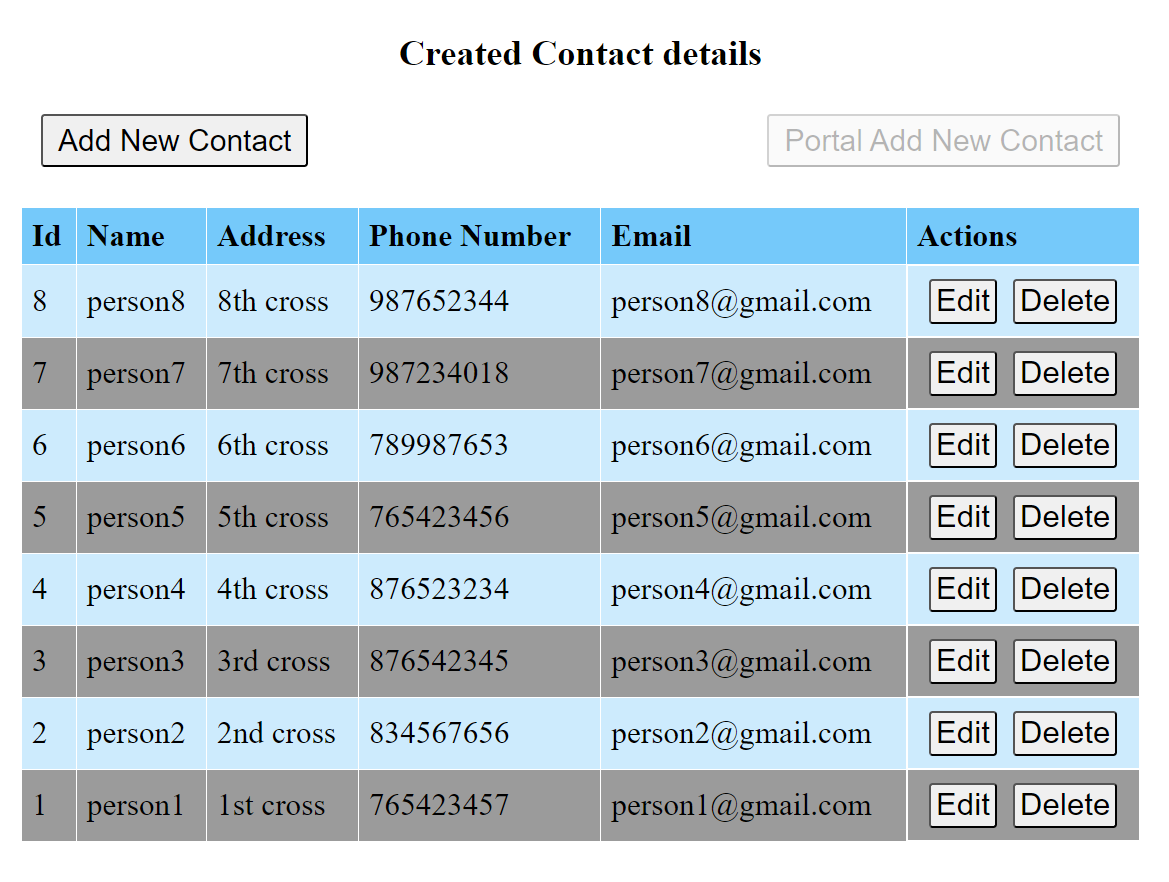 Created Contact details
Add New Contact Portal Add New Contact
Id Name Address Phone Number Email Actions
8 person8 8th cross 987652344 person8@gmail.com Edit Delete
7 person7 7th cross 987234018 person7@gmail.com Edit Delete
6 person6 6th cross 789987653 person6@gmail.com Edit Delete
5 person5 5th cross 765423456 person5@gmail.com Edit Delete
4 person4 4th cross 876523234 person4@gmail.com Edit Delete
3 person3 3rd cross 876542345 person3@gmail.com Edit Delete
2 person2 2nd cross 834567656 person2@gmail.com Edit Delete
1 person1 1st cross 765423457 person1@gmail.com Edit Delete